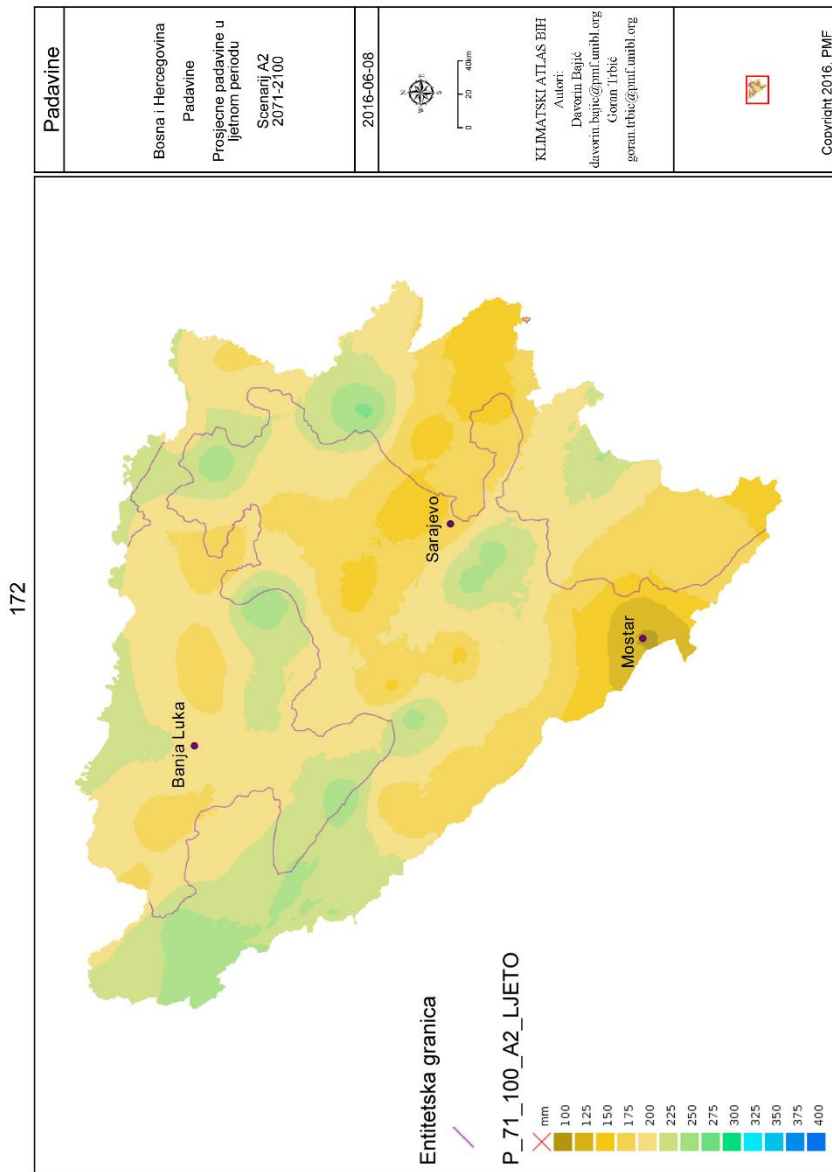 172
Banja Luka
Sarajevo
Mostar
Entitetska granica
P_71_100_A2_LJETO
mm
100
125
150
175
200
225
250
275
300
325
350
375
400
Padavine
Bosna i Hercegovina
Padavine
Prosjecne padavine u
ljetnom periodu
Scenarij A2
2071-2100
2016-06-08
N
E
S
W
0 20 40km
KLIMATSKI ATLAS BIH
Autori:
Davorin Bajić
davorin.bajic@pmf.unibl.org
Goran Trbić
goran.trbic@pmf.unibl.org
Copyright 2016. PMF